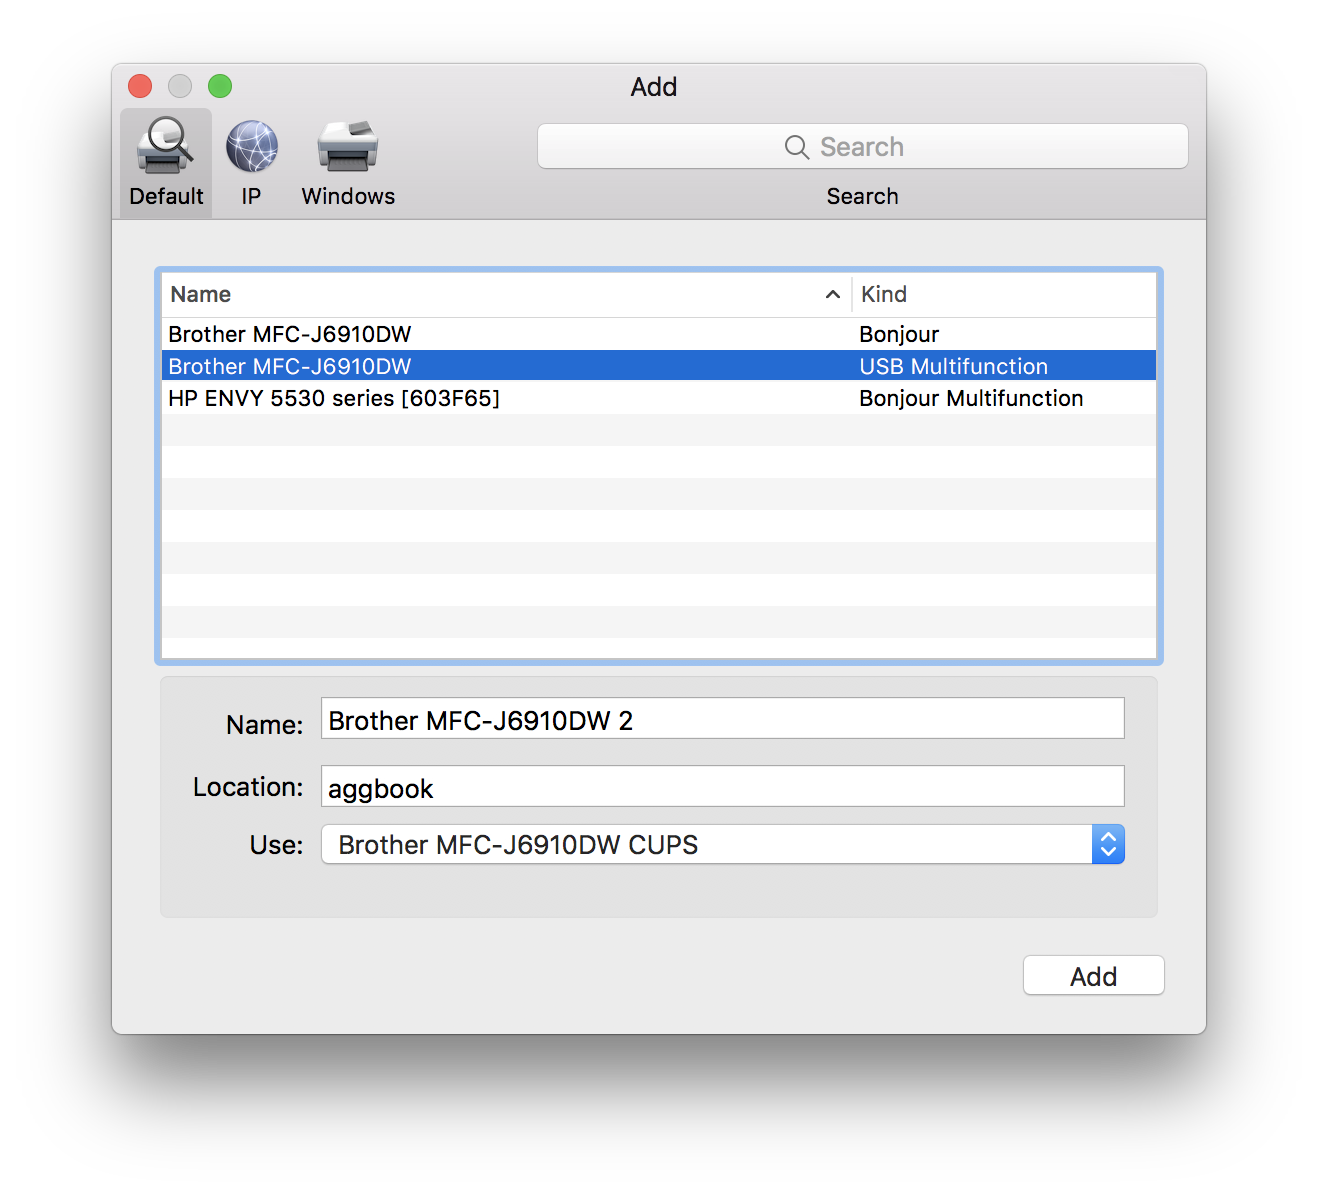 Add
Default IP Windows
Search
Search
Name Kind
Brother MFC-J6910DW Bonjour
Brother MFC-J6910DW USB Multifunction
HP ENVY 5530 series [603F65] Bonjour Multifunction
Name: Brother MFC-J6910DW 2
Location: aggbook
Use: Brother MFC-J6910DW CUPS
Add